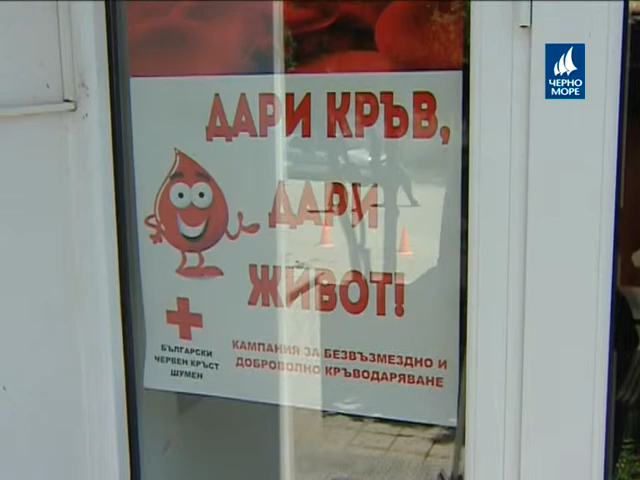 ЧЕРНО
МОРЕ
ДАРИ КРЪВ,
ДАРИ
ЖИВОТ!
БЪЛГАРСКИ
ЧЕРВЕН КРЪСТ
ШУМЕН
КАМПАНИЯ ЗА БЕЗВЪЗМЕЗДНО И
ДОБРОВОЛНО КРЪВОДАРЯВАНЕ